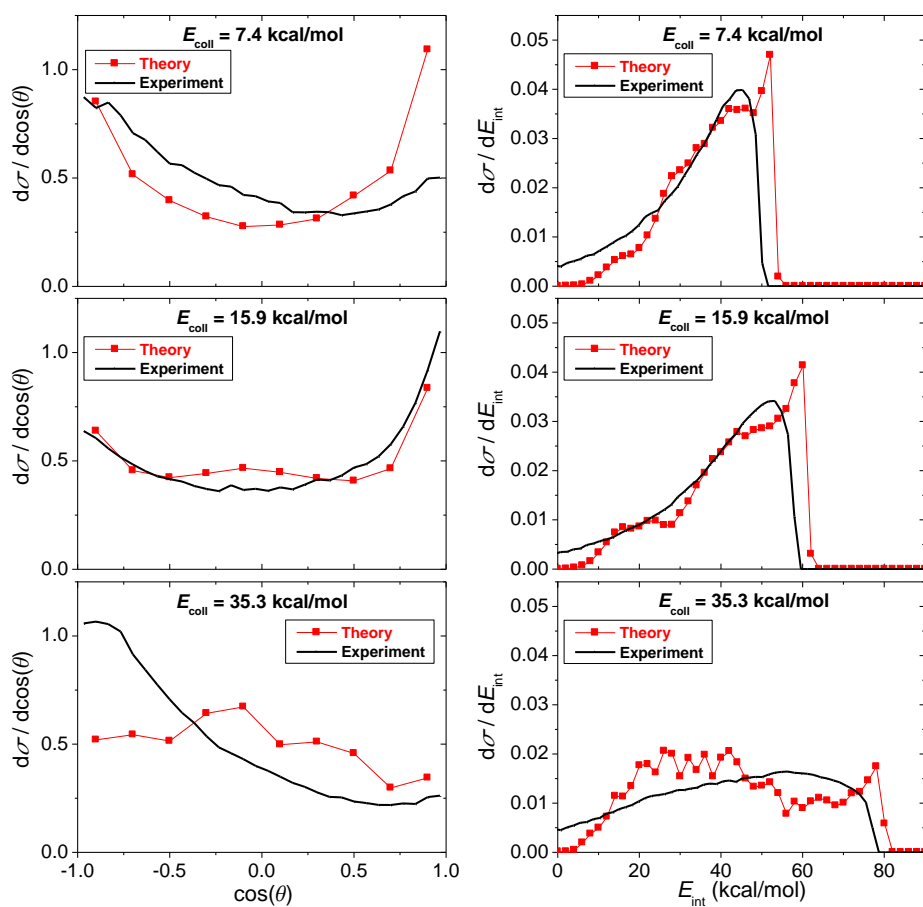 E_coll = 7.4 kcal/mol
Theory
Experiment
dσ / dcos(θ)
1.0
0.5
0.0
E_coll = 7.4 kcal/mol
Theory
Experiment
dσ / dE_int
0.05
0.04
0.03
0.02
0.01
0.00
E_coll = 15.9 kcal/mol
Theory
Experiment
dσ / dcos(θ)
1.0
0.5
0.0
E_coll = 15.9 kcal/mol
Theory
Experiment
dσ / dE_int
0.05
0.04
0.03
0.02
0.01
0.00
E_coll = 35.3 kcal/mol
Theory
Experiment
dσ / dcos(θ)
1.0
0.5
0.0
-1.0 -0.5 0.0 0.5 1.0
cos(θ)
E_coll = 35.3 kcal/mol
Theory
Experiment
dσ / dE_int
0.05
0.04
0.03
0.02
0.01
0.00
0 20 40 60 80
E_int (kcal/mol)